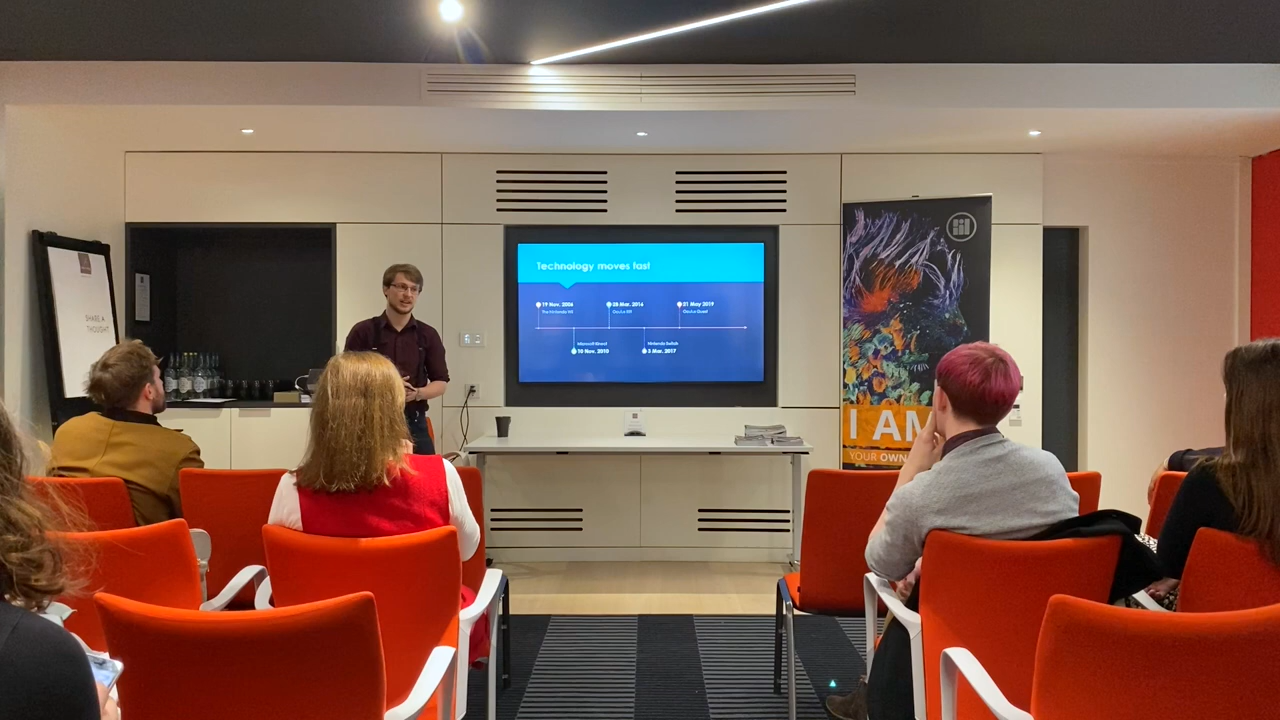 SHARE A
THOUGHT
Technology moves fast
19 Nov. 2006
The Nintendo Wii
28 Mar. 2016
Oculus Rift
21 May 2019
Oculus Quest
Microsoft Kinect
10 Nov. 2010
Nintendo Switch
3 Mar. 2017
I AM
YOUR OWN